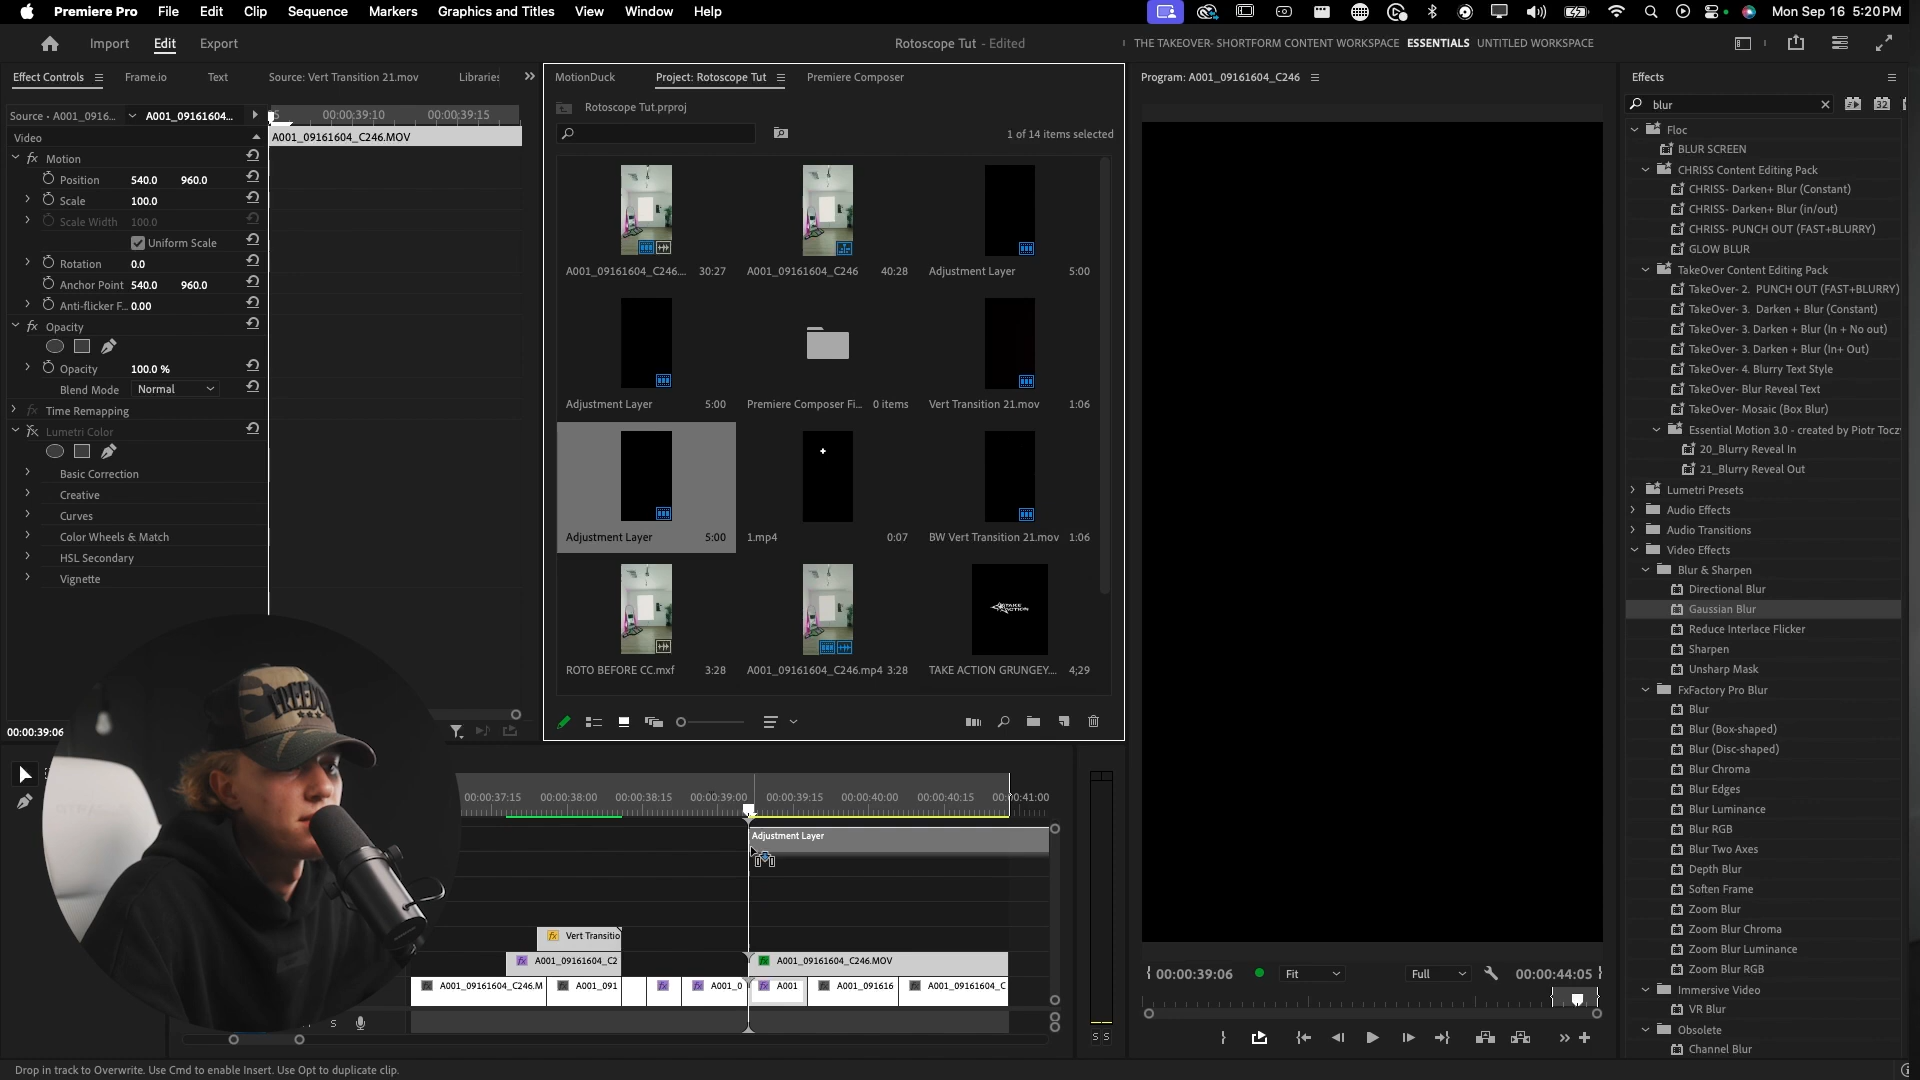 Premiere Pro File Edit Clip Sequence Markers Graphics and Titles View Window Help
Mon Sep 16 5:20 PM
Import Edit Export
Rotoscope Tut - Edited
THE TAKEOVER- SHORTFORM CONTENT WORKSPACE ESSENTIALS UNTITLED WORKSPACE
Effect Controls Frame.io Text Source: Vert Transition 21.mov Libraries
Source - A001_0916... A001_09161604...
00:00:39:10 00:00:39:15
Video
A001_09161604_C246.MOV
fx Motion
Position 540.0 960.0
Scale 100.0
Scale Width 100.0
Uniform Scale
Rotation 0.0
Anchor Point 540.0 960.0
Anti-flicker F... 0.00
fx Opacity
Opacity 100.0 %
Blend Mode Normal
fx Time Remapping
fx Lumetri Color
Basic Correction
Creative
Curves
Color Wheels & Match
HSL Secondary
Vignette
00:00:39:06
MotionDuck Project: Rotoscope Tut Premiere Composer
Rotoscope Tut.prproj
1 of 14 items selected
A001_09161604_C246... 30:27
A001_09161604_C246 40:28
Adjustment Layer 5:00
Adjustment Layer 5:00
Premiere Composer Fi... 0 items
Vert Transition 21.mov 1:06
Adjustment Layer 5:00
1.mp4 0:07
BW Vert Transition 21.mov 1:06
TAKE
ACTION
ROTO BEFORE CC.mxf 3:28
A001_09161604_C246.mp4 3:28
TAKE ACTION GRUNGEY.... 4;29
Program: A001_09161604_C246
00:00:39:06 Fit Full 00:00:44:05
Effects
blur
32
Floc
BLUR SCREEN
CHRISS Content Editing Pack
CHRISS- Darken+ Blur (Constant)
CHRISS- Darken+ Blur (in/out)
CHRISS- PUNCH OUT (FAST+BLURRY)
GLOW BLUR
TakeOver Content Editing Pack
TakeOver- 2. PUNCH OUT (FAST+BLURRY)
TakeOver- 3. Darken + Blur (Constant)
TakeOver- 3. Darken + Blur (In + No out)
TakeOver- 3. Darken + Blur (In+ Out)
TakeOver- 4. Blurry Text Style
TakeOver- Blur Reveal Text
TakeOver- Mosaic (Box Blur)
Essential Motion 3.0 - created by Piotr Toczy
20_Blurry Reveal In
21_Blurry Reveal Out
Lumetri Presets
Audio Effects
Audio Transitions
Video Effects
Blur & Sharpen
Directional Blur
Gaussian Blur
Reduce Interlace Flicker
Sharpen
Unsharp Mask
FxFactory Pro Blur
Blur
Blur (Box-shaped)
Blur (Disc-shaped)
Blur Chroma
Blur Edges
Blur Luminance
Blur RGB
Blur Two Axes
Depth Blur
Soften Frame
Zoom Blur
Zoom Blur Chroma
Zoom Blur Luminance
Zoom Blur RGB
Immersive Video
VR Blur
Obsolete
Channel Blur
00:00:37:15 00:00:38:00 00:00:38:15 00:00:39:00 00:00:39:15 00:00:40:00 00:00:40:15 00:00:41:00
Adjustment Layer
fx Vert Transitio
fx A001_09161604_C2 fx A001_09161604_C246.MOV
fx A001_09161604_C246.M fx A001_091 fx fx A001_0 fx A001 fx A001_091616 fx A001_09161604_C
S
S S
Drop in track to Overwrite. Use Cmd to enable Insert. Use Opt to duplicate clip.